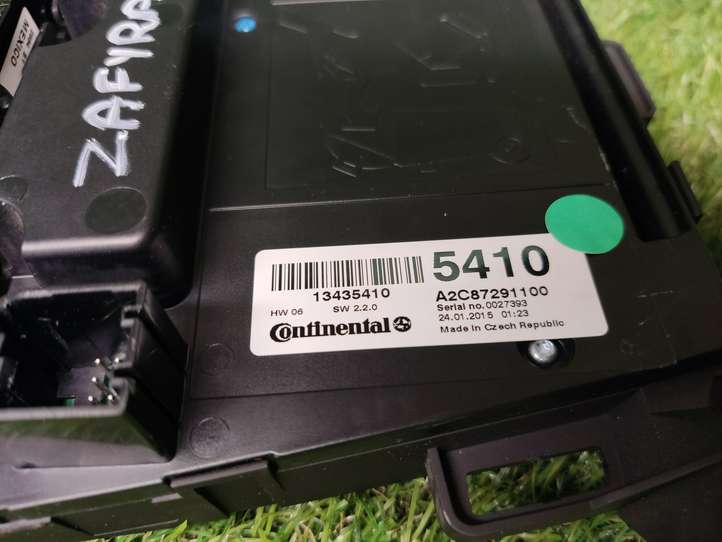 MEXICO
ZAFYRA
13435410
HW 06
SW 2.2.0
Continental
5410
A2C87291100
Serial no.0027393
24.01.2015 01:23
Made in Czech Republic